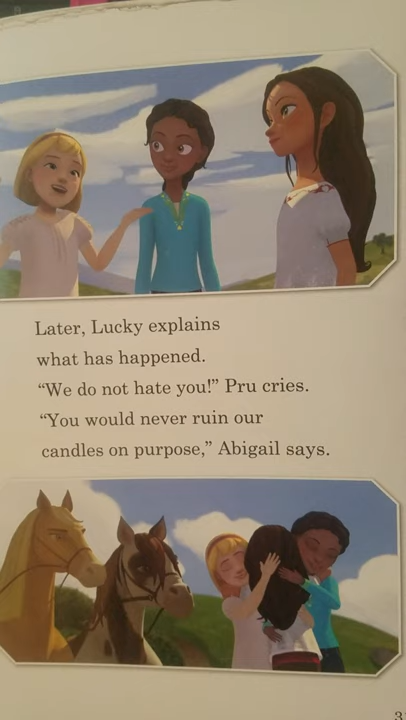 Later, Lucky explains
what has happened.
“We do not hate you!” Pru cries.
“You would never ruin our
candles on purpose,” Abigail says.